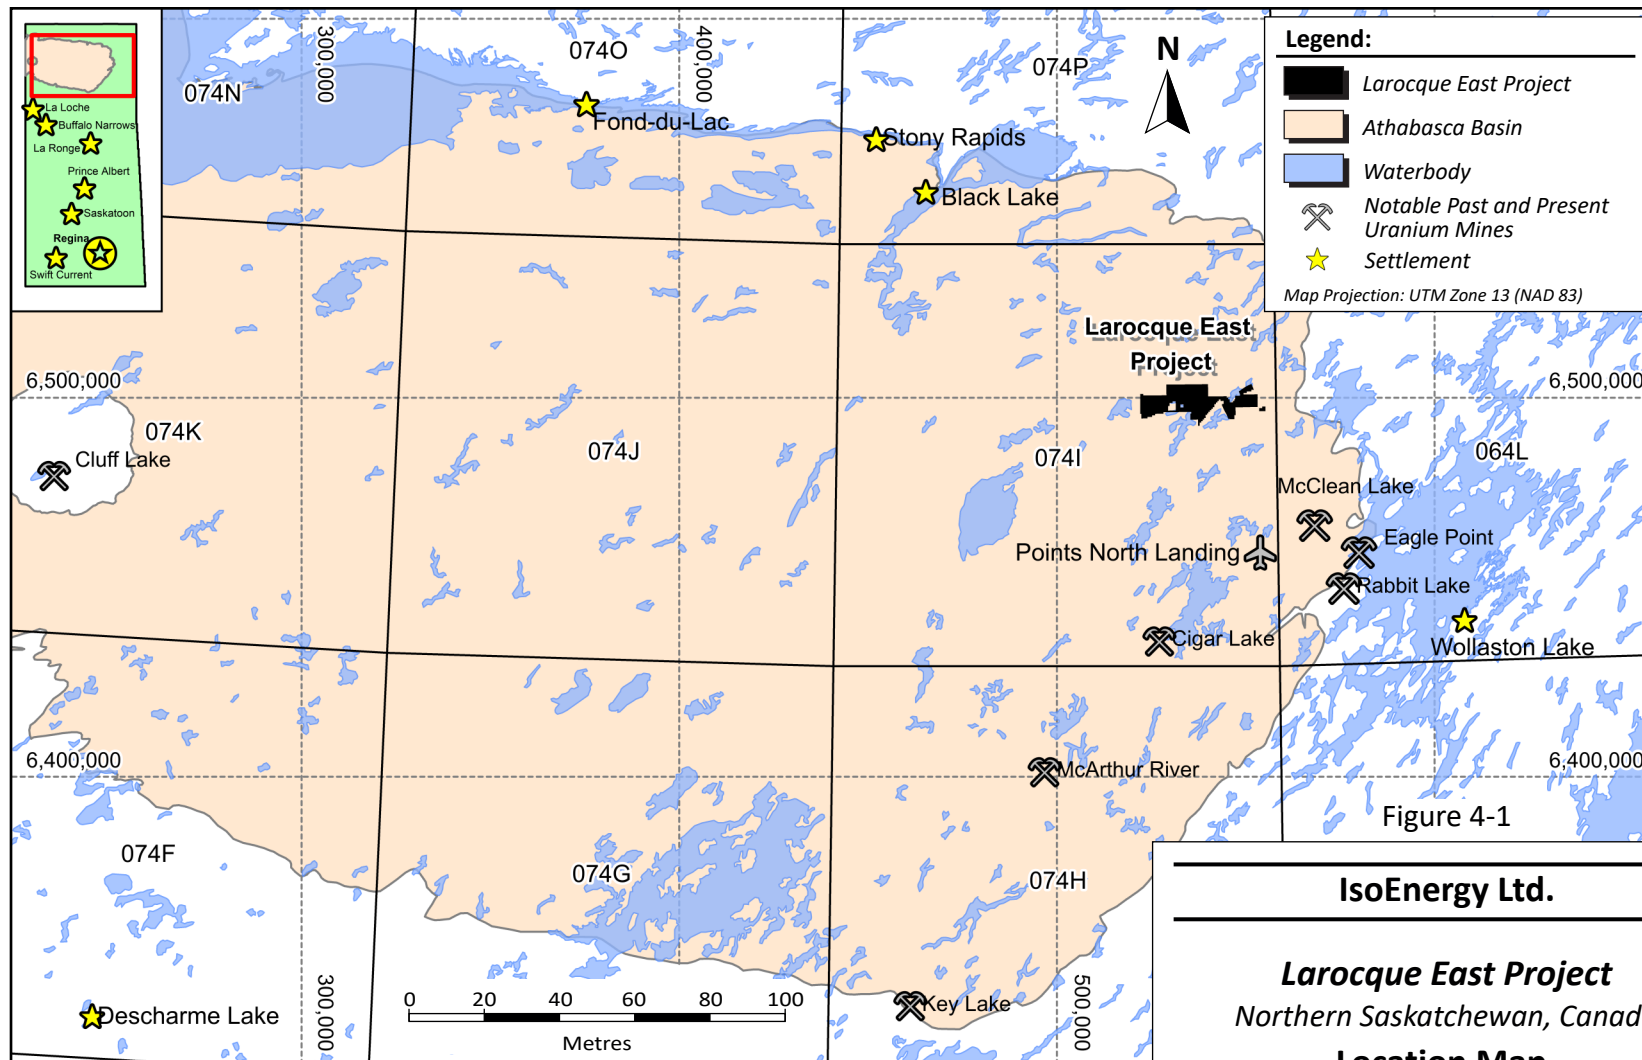 Legend:
Larocque East Project
Athabasca Basin
Waterbody
Notable Past and Present
Uranium Mines
Settlement
Map Projection: UTM Zone 13 (NAD 83)
La Loche
Buffalo Narrows
La Ronge
Prince Albert
Saskatoon
Regina
Swift Current
074N
300,000
074O
400,000
074P
N
Fond-du-Lac
Stony Rapids
Black Lake
Larocque East
Project
6,500,000
6,500,000
074K
Cluff Lake
074J
074I
064L
McClean Lake
Eagle Point
Points North Landing
Rabbit Lake
Cigar Lake
Wollaston Lake
6,400,000
McArthur River
6,400,000
Figure 4-1
074F
074G
074H
IsoEnergy Ltd.
Larocque East Project
Northern Saskatchewan, Canad
Location Map
Descharme Lake
300,000
0 20 40 60 80 100
Metres
Key Lake
500,000